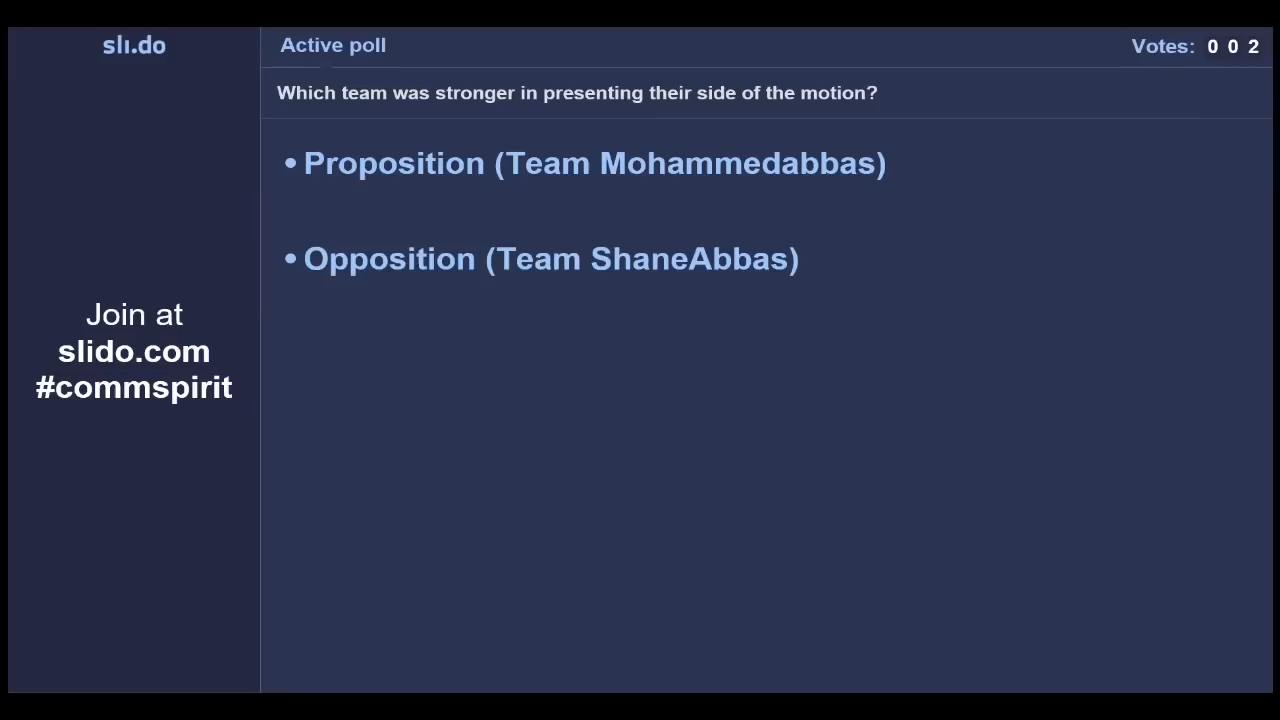 sli.do
Active poll
Votes: 0 0 2
Which team was stronger in presenting their side of the motion?
• Proposition (Team Mohammedabbas)
• Opposition (Team ShaneAbbas)
Join at
slido.com
#commspirit